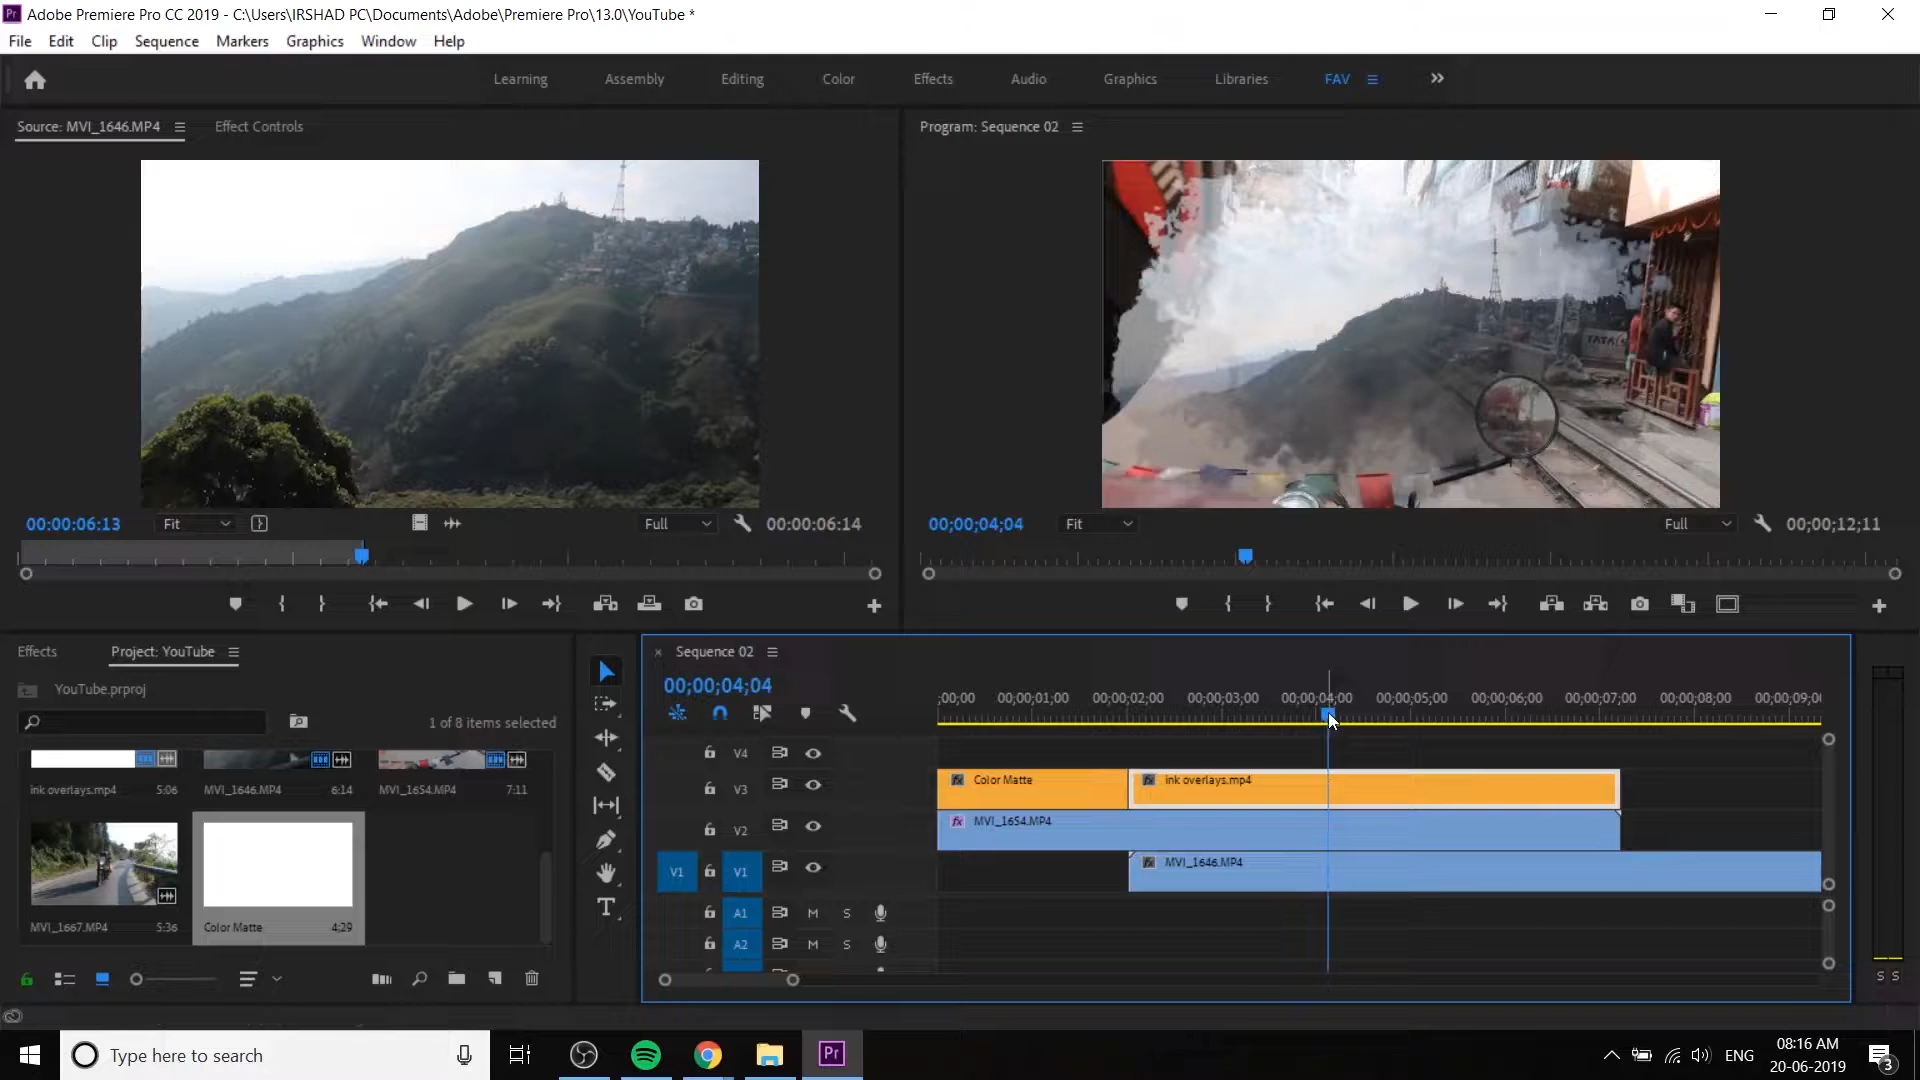 Pr Adobe Premiere Pro CC 2019 - C:\Users\IRSHAD PC\Documents\Adobe\Premiere Pro\13.0\YouTube *
File Edit Clip Sequence Markers Graphics Window Help
Learning Assembly Editing Color Effects Audio Graphics Libraries FAV
Source: MVI_1646.MP4 Effect Controls
Program: Sequence 02
TATA
00:00:06:13 Fit Full 00:00:06:14
00;00;04;04 Fit Full 00;00;12;11
Effects Project: YouTube
YouTube.prproj
1 of 8 items selected
ink overlays.mp4 5:06 MVI_1646.MP4 6:14 MVI_1654.MP4 7:11
MVI_1667.MP4 5:36 Color Matte 4;29
Sequence 02
00;00;04;04
;00;00 00;00;01;00 00;00;02;00 00;00;03;00 00;00;04;00 00;00;05;00 00;00;06;00 00;00;07;00 00;00;08;00 00;00;09;0
V4
V3 Color Matte ink overlays.mp4
V2 MVI_1654.MP4
V1 V1 MVI_1646.MP4
A1 M S
A2 M S
T
S S
Type here to search
Pr
ENG
08:16 AM
20-06-2019
3